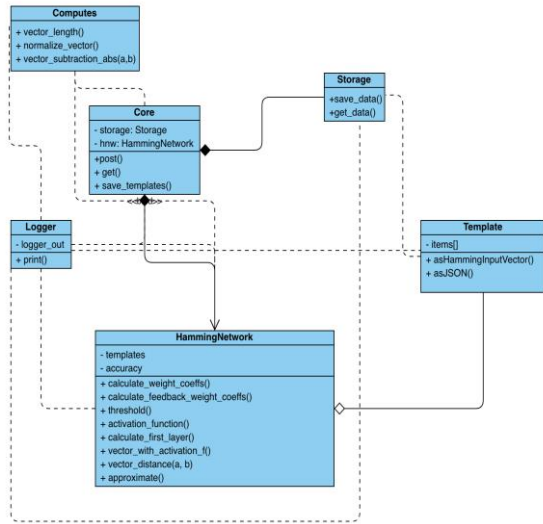 Computes
+ vector_length()
+ normalize_vector()
+ vector_subtraction_abs(a,b)
Storage
+save_data()
+get_data()
Core
- storage: Storage
- hnw: HammingNetwork
+post()
+ get()
+ save_templates()
Logger
- logger_out
+ print()
Template
- items[]
+ asHammingInputVector()
+ asJSON()
HammingNetwork
- templates
- accuracy
+ calculate_weight_coeffs()
+ calculate_feedback_weight_coeffs()
+ threshold()
+ activation_function()
+ calculate_first_layer()
+ vector_with_activation_f()
+ vector_distance(a, b)
+ approximate()